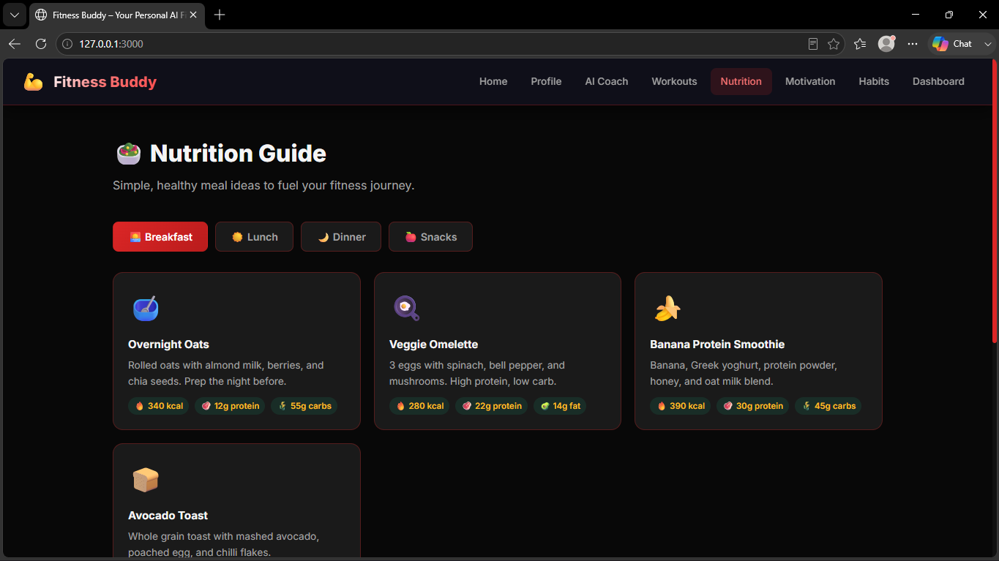 Fitness Buddy – Your Personal AI F
127.0.0.1:3000
Chat
Fitness Buddy
Home Profile AI Coach Workouts Nutrition Motivation Habits Dashboard
Nutrition Guide
Simple, healthy meal ideas to fuel your fitness journey.
Breakfast Lunch Dinner Snacks
Overnight Oats
Rolled oats with almond milk, berries, and
chia seeds. Prep the night before.
340 kcal 12g protein 55g carbs
Veggie Omelette
3 eggs with spinach, bell pepper, and
mushrooms. High protein, low carb.
280 kcal 22g protein 14g fat
Banana Protein Smoothie
Banana, Greek yoghurt, protein powder,
honey, and oat milk blend.
390 kcal 30g protein 45g carbs
Avocado Toast
Whole grain toast with mashed avocado,
poached egg, and chilli flakes.